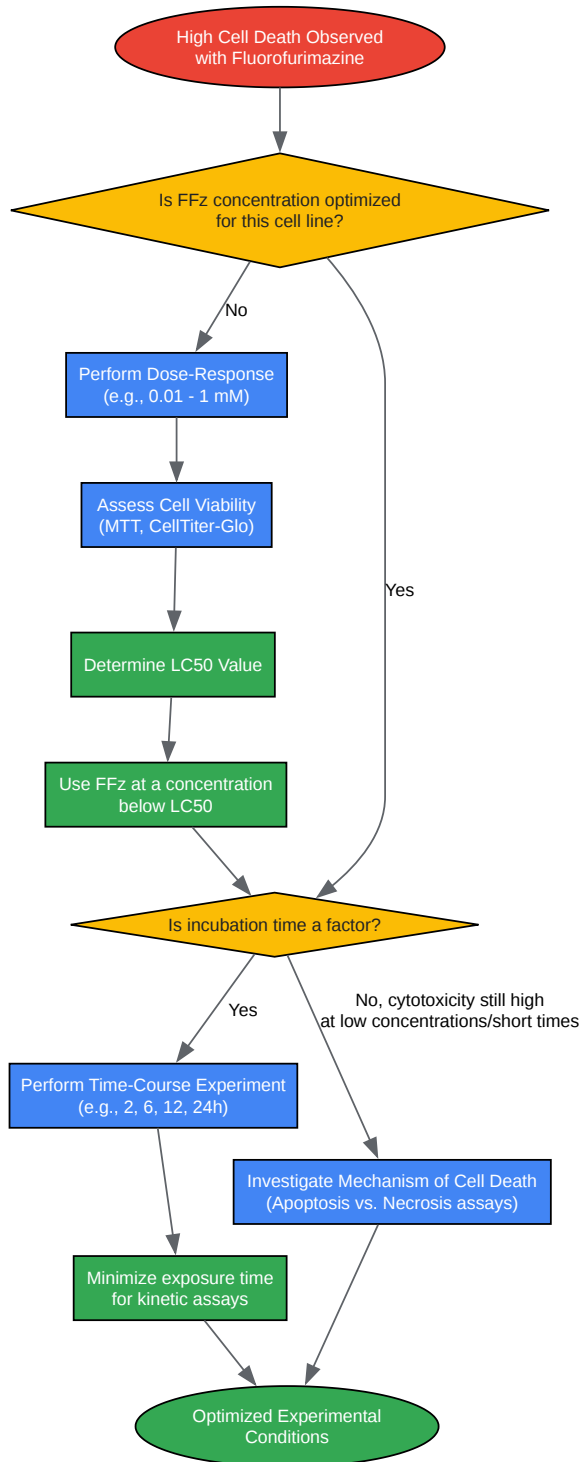 High Cell Death Observed
with Fluorofurimazine
Is FFz concentration optimized
for this cell line?
No
Perform Dose-Response
(e.g., 0.01 - 1 mM)
Assess Cell Viability
(MTT, CellTiter-Glo)
Yes
Determine LC50 Value
Use FFz at a concentration
below LC50
Is incubation time a factor?
Yes
No, cytotoxicity still high
at low concentrations/short times
Perform Time-Course Experiment
(e.g., 2, 6, 12, 24h)
Investigate Mechanism of Cell Death
(Apoptosis vs. Necrosis assays)
Minimize exposure time
for kinetic assays
Optimized Experimental
Conditions